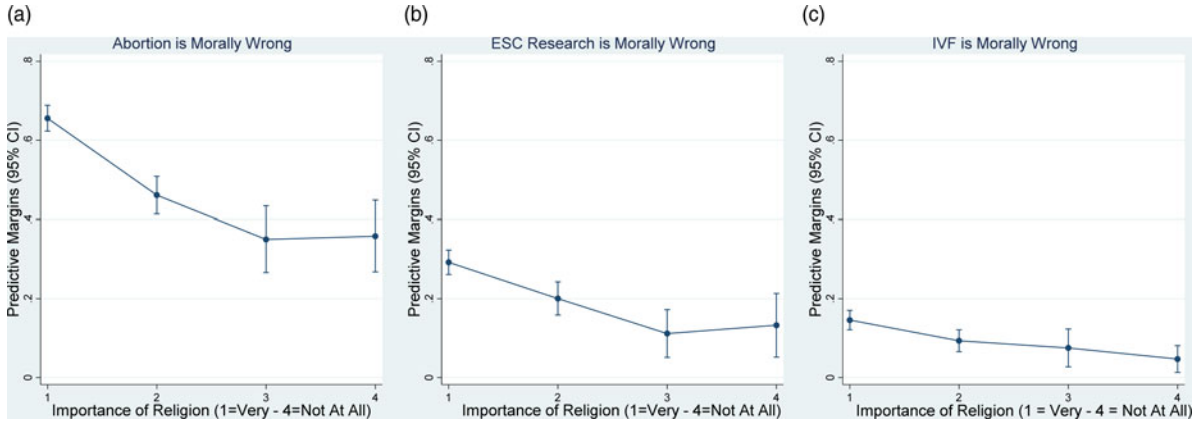 (a)
Abortion is Morally Wrong
Predictive Margins (95% CI)
.8
.6
.4
.2
0
1 2 3 4
Importance of Religion (1=Very - 4=Not At All)
(b)
ESC Research is Morally Wrong
Predictive Margins (95% CI)
.8
.6
.4
.2
0
1 2 3 4
Importance of Religion (1=Very - 4=Not At All)
(c)
IVF is Morally Wrong
Predictive Margins (95% CI)
.8
.6
.4
.2
0
1 2 3 4
Importance of Religion (1 = Very - 4 = Not At All)